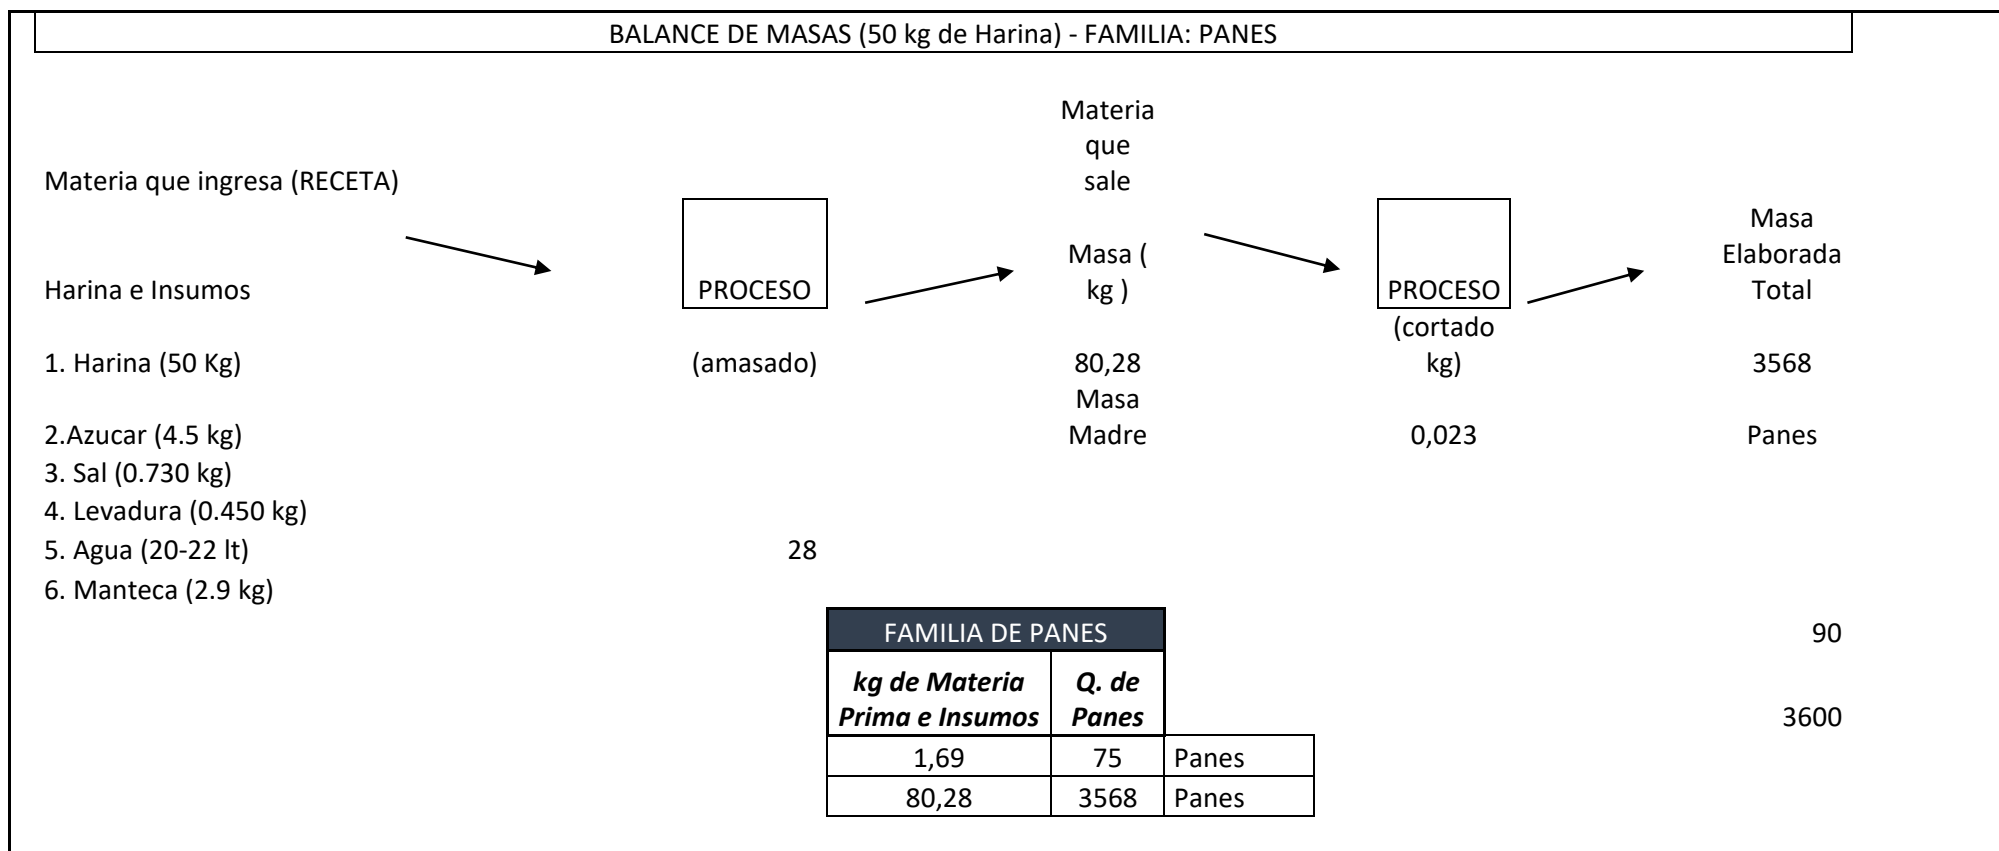 BALANCE DE MASAS (50 kg de Harina) - FAMILIA: PANES
Materia
que
Materia que ingresa (RECETA) sale
Masa
Masa ( Elaborada
Harina e Insumos PROCESO kg ) PROCESO Total
(cortado
1. Harina (50 Kg) (amasado) 80,28 kg) 3568
Masa
2.Azucar (4.5 kg) Madre 0,023 Panes
3. Sal (0.730 kg)
4. Levadura (0.450 kg)
5. Agua (20-22 lt) 28
6. Manteca (2.9 kg)
FAMILIA DE PANES 90
kg de Materia Q. de
Prima e Insumos Panes 3600
1,69 75 Panes
80,28 3568 Panes